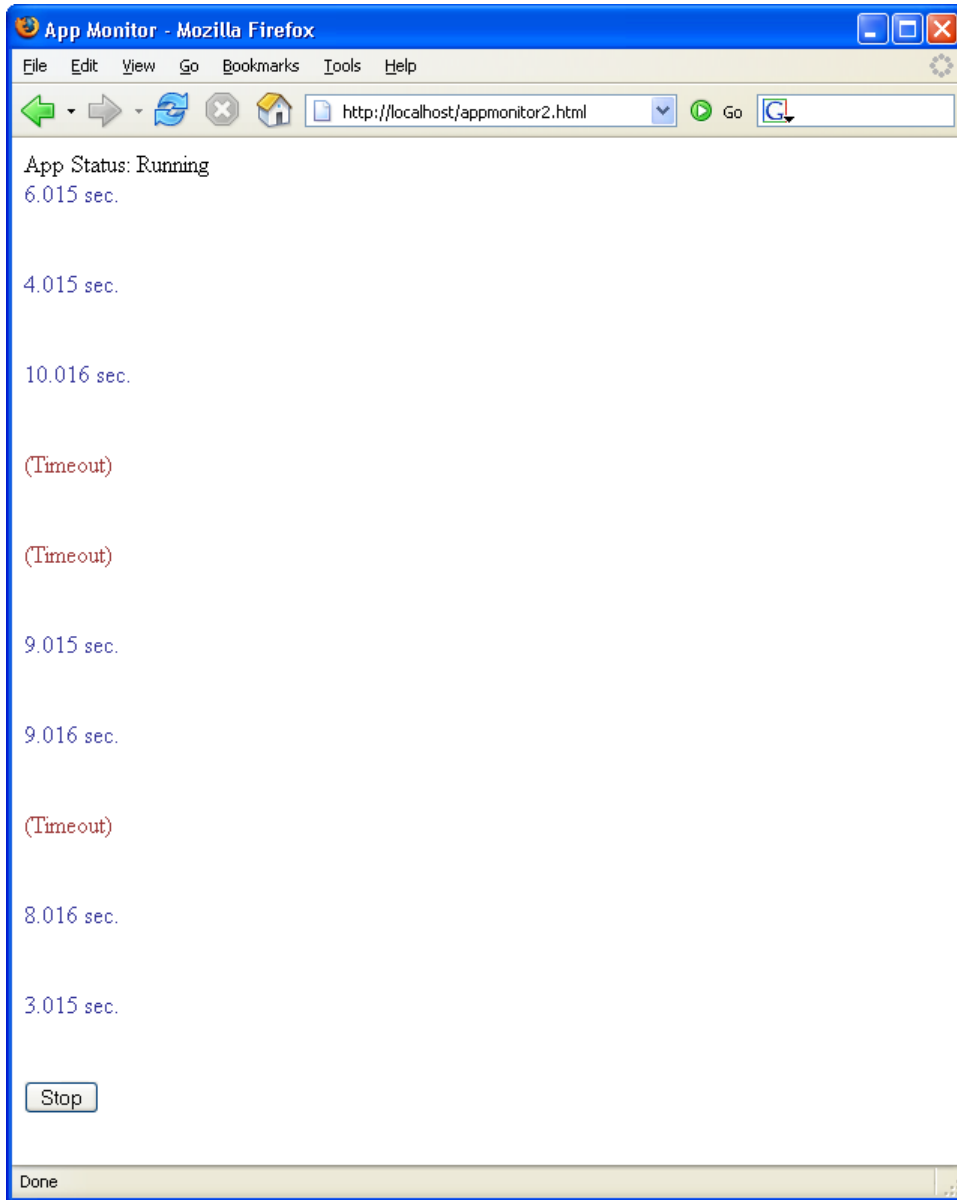 App Monitor - Mozilla Firefox
File Edit View Go Bookmarks Tools Help
http://localhost/appmonitor2.html Go G
App Status: Running
6.015 sec.
4.015 sec.
10.016 sec.
(Timeout)
(Timeout)
9.015 sec.
9.016 sec.
(Timeout)
8.016 sec.
3.015 sec.
Stop
Done